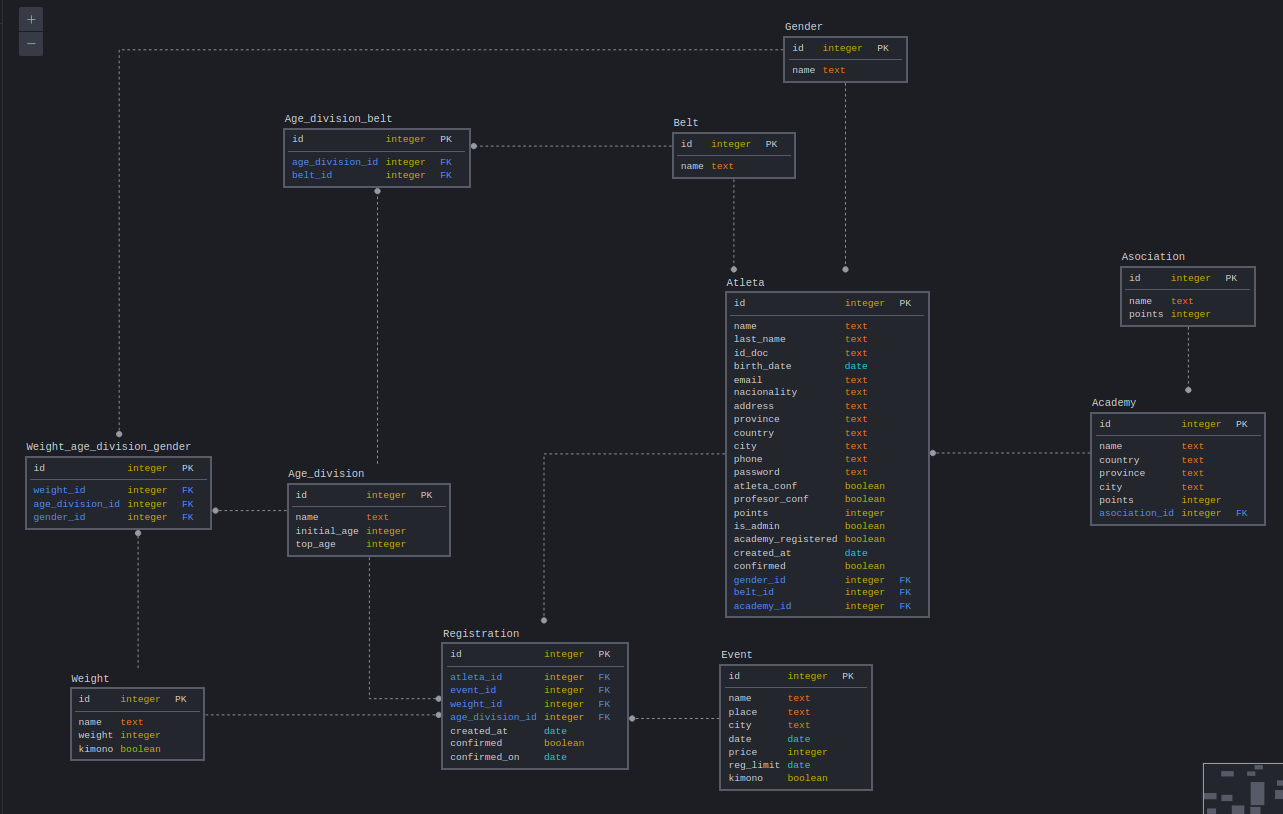 +
−
Gender
id integer PK
name text
Age_division_belt
id integer PK
age_division_id integer FK
belt_id integer FK
Belt
id integer PK
name text
Asociation
id integer PK
name text
points integer
Atleta
id integer PK
name text
last_name text
id_doc text
birth_date date
email text
nacionality text
address text
province text
country text
city text
phone text
password text
atleta_conf boolean
profesor_conf boolean
points integer
is_admin boolean
academy_registered boolean
created_at date
confirmed boolean
gender_id integer FK
belt_id integer FK
academy_id integer FK
Academy
id integer PK
name text
country text
province text
city text
points integer
asociation_id integer FK
Weight_age_division_gender
id integer PK
weight_id integer FK
age_division_id integer FK
gender_id integer FK
Age_division
id integer PK
name text
initial_age integer
top_age integer
Registration
id integer PK
atleta_id integer FK
event_id integer FK
weight_id integer FK
age_division_id integer FK
created_at date
confirmed boolean
confirmed_on date
Event
id integer PK
name text
place text
city text
date date
price integer
reg_limit date
kimono boolean
Weight
id integer PK
name text
weight integer
kimono boolean